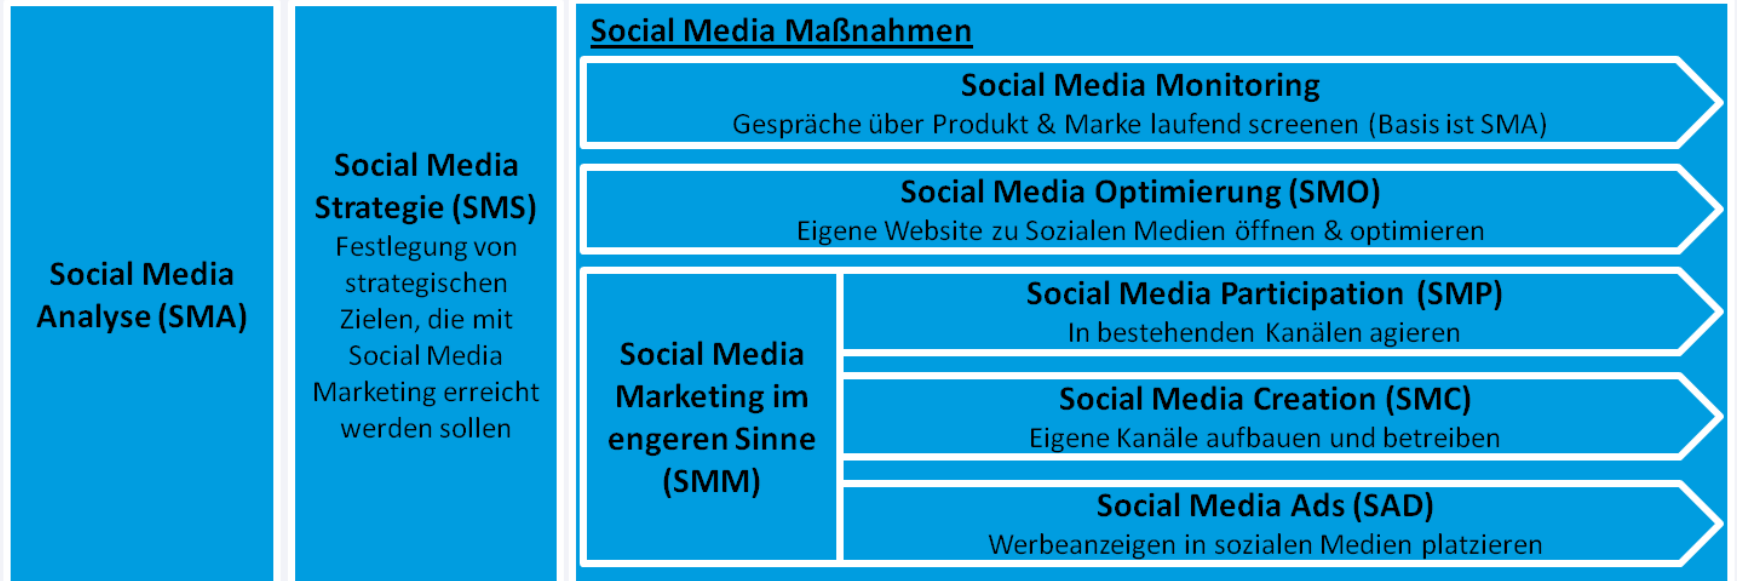 Social Media
Analyse (SMA)
Social Media
Strategie (SMS)
Festlegung von
strategischen
Zielen, die mit
Social Media
Marketing erreicht
werden sollen
Social Media Maßnahmen
Social Media Monitoring
Gespräche über Produkt & Marke laufend screenen (Basis ist SMA)
Social Media Optimierung (SMO)
Eigene Website zu Sozialen Medien öffnen & optimieren
Social Media
Marketing im
engeren Sinne
(SMM)
Social Media Participation (SMP)
In bestehenden Kanälen agieren
Social Media Creation (SMC)
Eigene Kanäle aufbauen und betreiben
Social Media Ads (SAD)
Werbeanzeigen in sozialen Medien platzieren